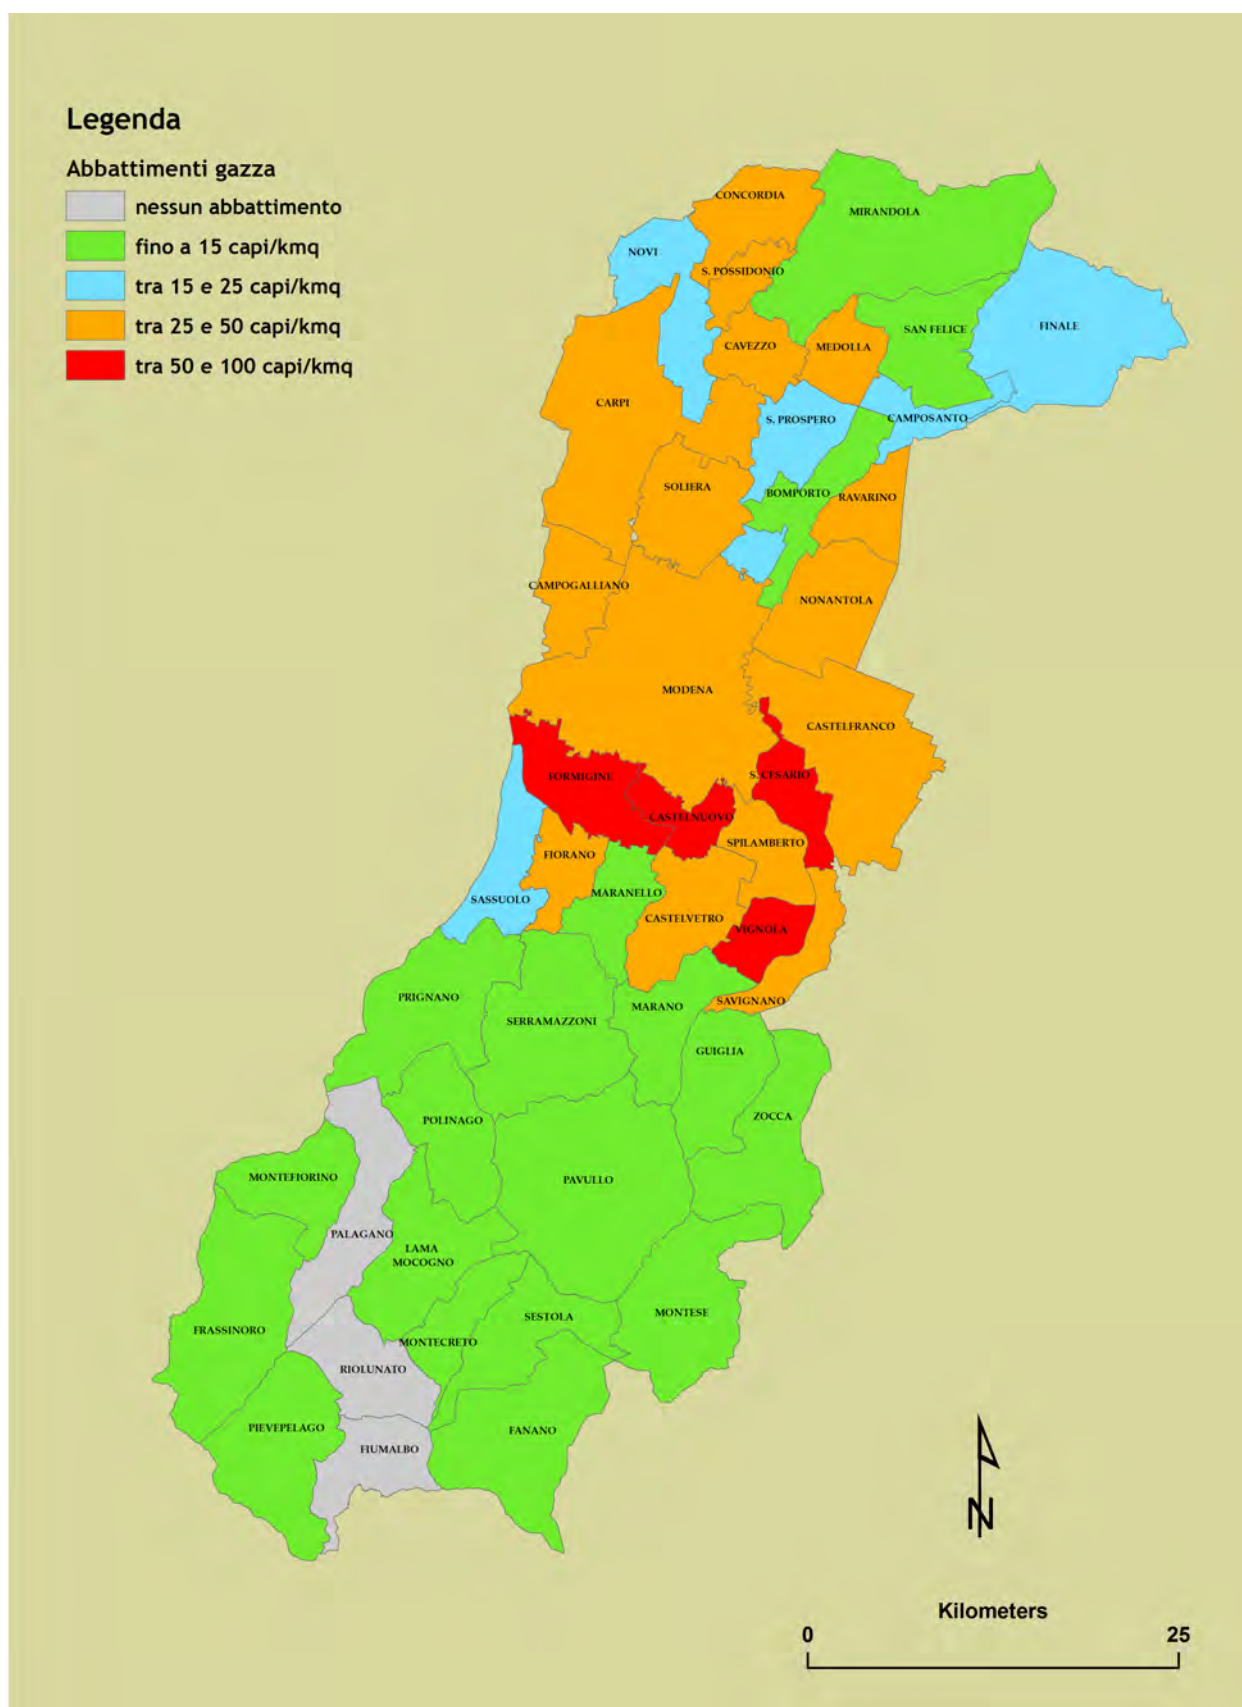 Legenda
Abbattimenti gazza
nessun abbattimento
fino a 15 capi/kmq
tra 15 e 25 capi/kmq
tra 25 e 50 capi/kmq
tra 50 e 100 capi/kmq
CONCORDIA
MIRANDOLA
NOVI
S. POSSIDONIO
FINALE
SAN FELICE
CAVEZZO
MEDOLLA
CARPI
S. PROSPERO
CAMPOSANTO
SOLIERA
BOMPORTO
RAVARINO
CAMPOGALLIANO
NONANTOLA
MODENA
CASTELFRANCO
FORMIGINE
S. CESARIO
CASTELNUOVO
SPILAMBERTO
FIORANO
MARANELLO
SASSUOLO
CASTELVETRO
VIGNOLA
PRIGNANO
SAVIGNANO
MARANO
SERRAMAZZONI
GUIGLIA
ZOCCA
POLINAGO
MONTEFIORINO
PAVULLO
PALAGANO
LAMA
MOCOGNO
MONTESE
SESTOLA
FRASSINORO
MONTECRETO
RIOLUNATO
PIEVEPELAGO
FANANO
FIUMALBO
N
Kilometers
0 25